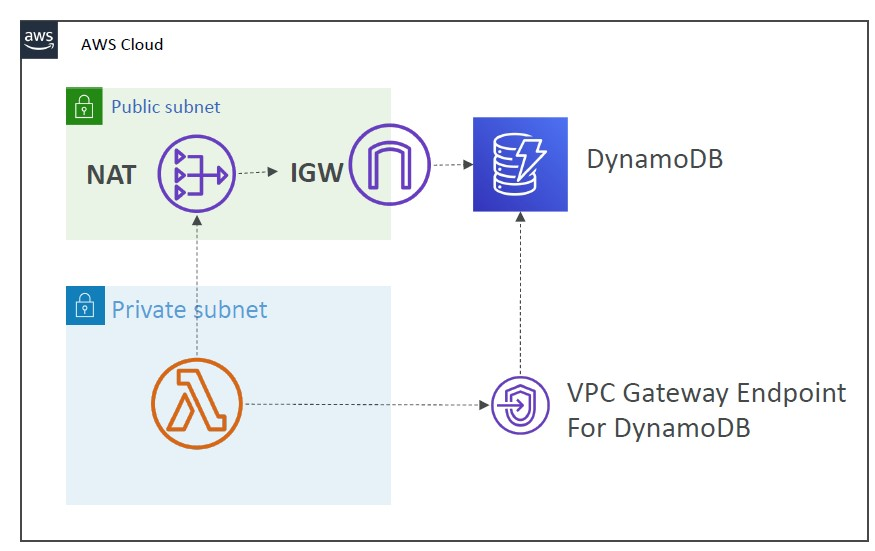 aws
AWS Cloud
Public subnet
NAT
IGW
DynamoDB
Private subnet
VPC Gateway Endpoint
For DynamoDB